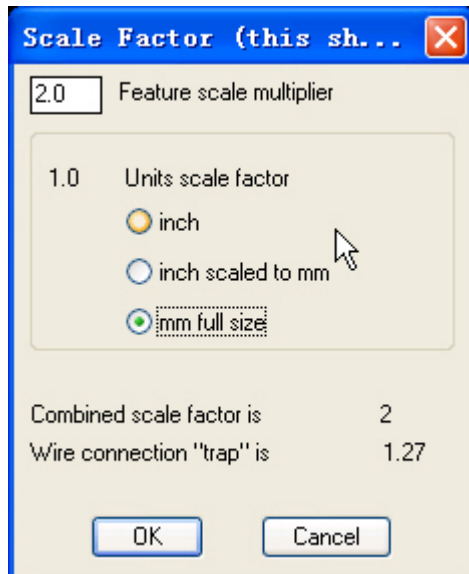 Scale Factor (this sh...
2.0 Feature scale multiplier
1.0 Units scale factor
inch
inch scaled to mm
mm full size
Combined scale factor is 2
Wire connection "trap" is 1.27
OK Cancel